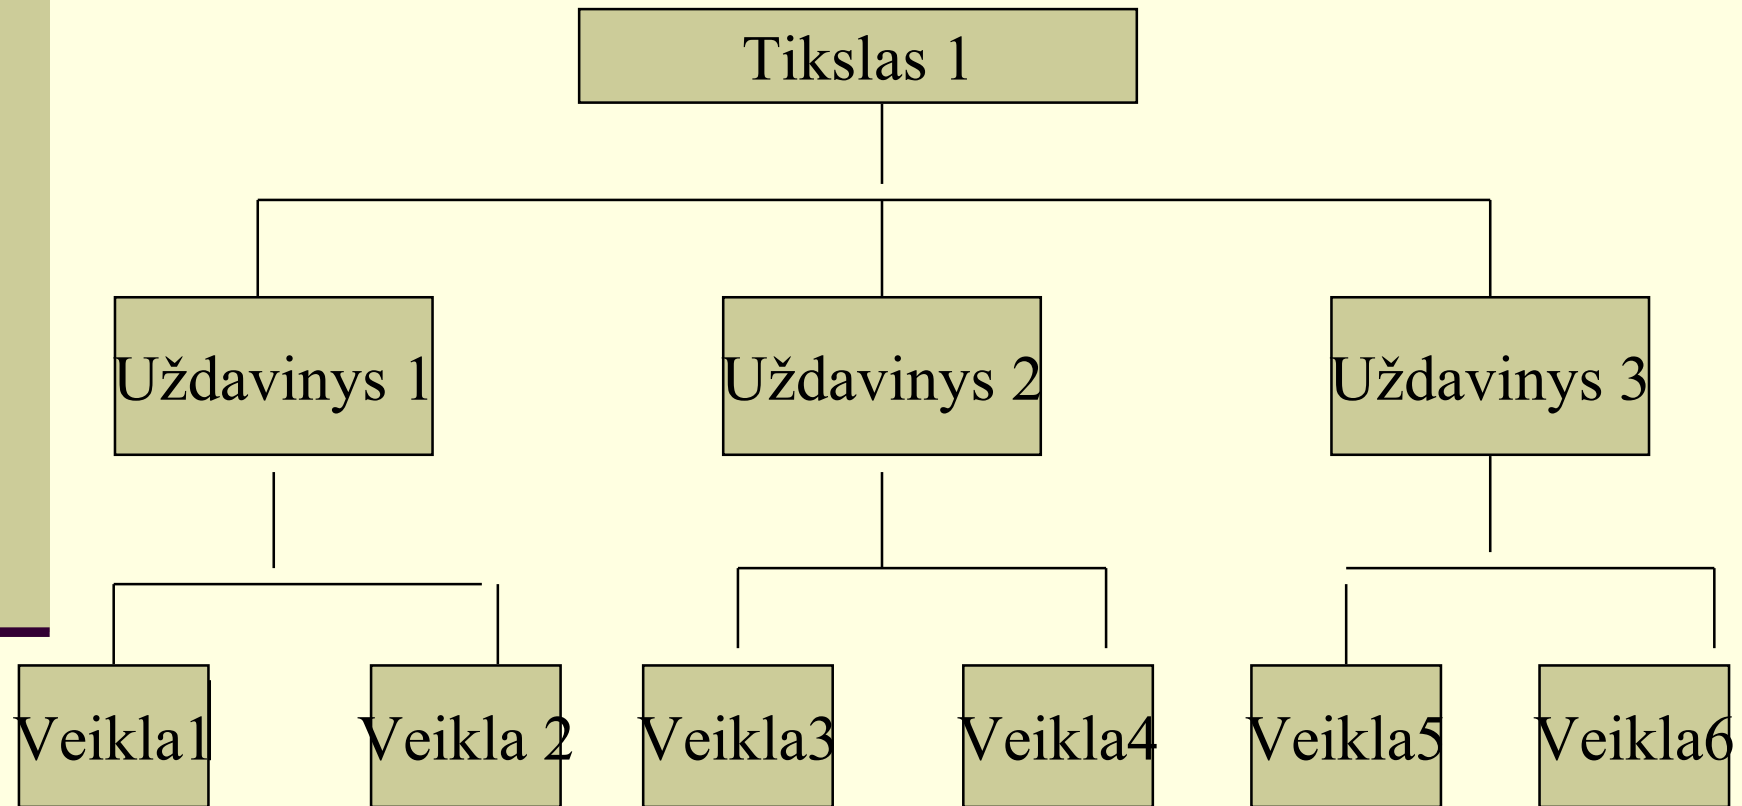 Tikslas 1
Uždavinys 1
Uždavinys 2
Uždavinys 3
Veikla1
Veikla 2
Veikla3
Veikla4
Veikla5
Veikla6